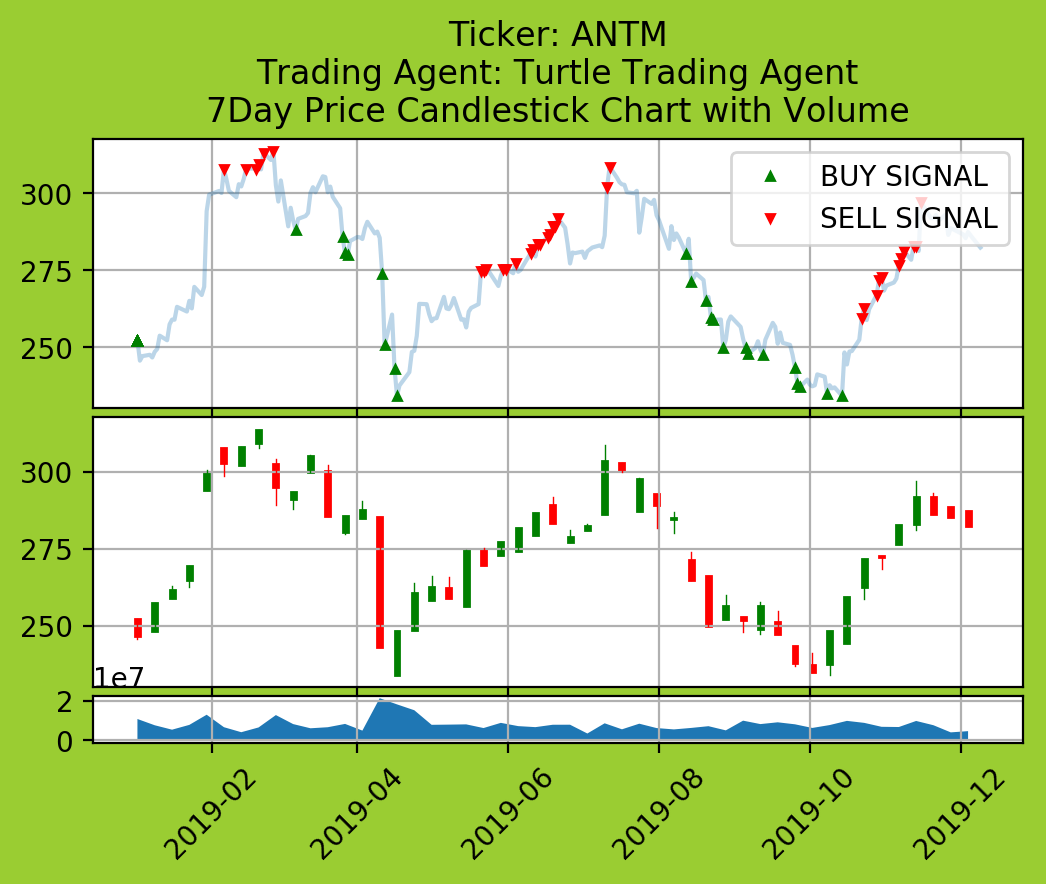 Ticker: ANTM
Trading Agent: Turtle Trading Agent
7Day Price Candlestick Chart with Volume
BUY SIGNAL
SELL SIGNAL
300
275
250
300
275
250
1e7
2
0
2019-02
2019-04
2019-06
2019-08
2019-10
2019-12